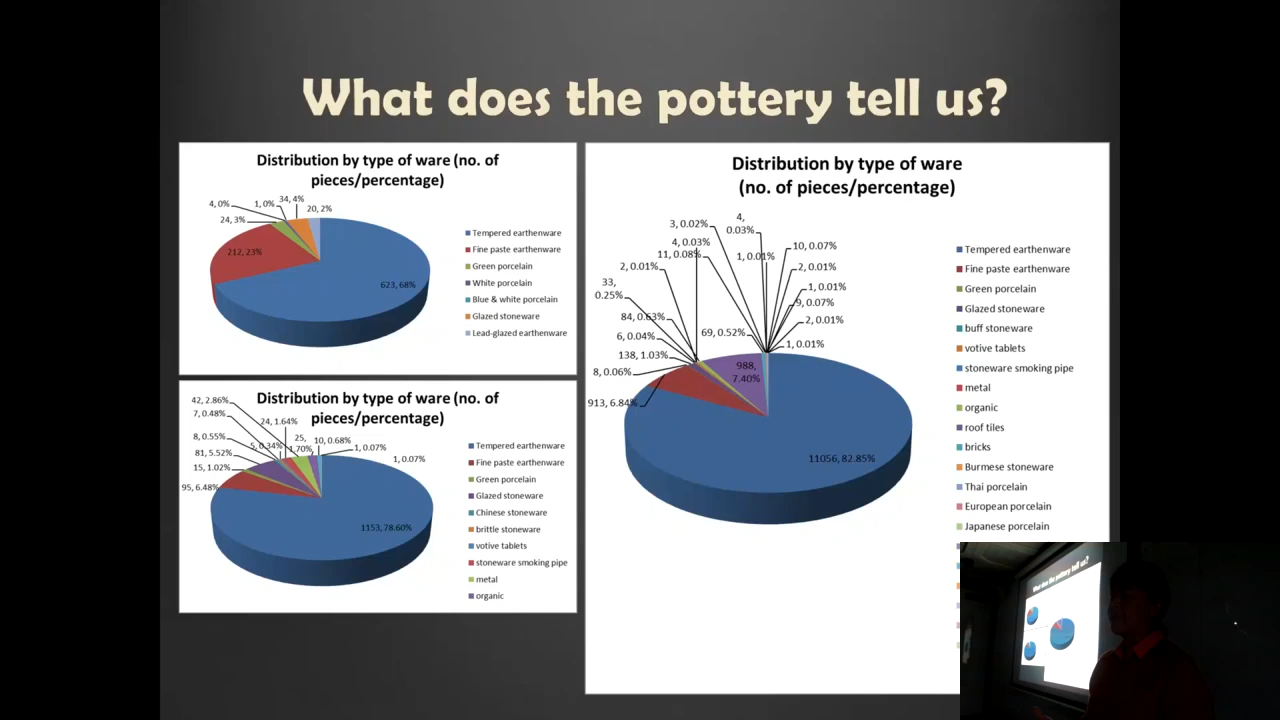 What does the pottery tell us?
Distribution by type of ware (no. of
pieces/percentage)
4, 0%
1, 0%
34, 4%
20, 2%
24, 3%
212, 23%
623, 68%
Tempered earthenware
Fine paste earthenware
Green porcelain
White porcelain
Blue & white porcelain
Glazed stoneware
Lead-glazed earthenware
Distribution by type of ware (no. of
pieces/percentage)
42, 2.86%
7, 0.48%
24, 1.64%
8, 0.55%
5, 0.34%
25,
1.70%
10, 0.68%
1, 0.07%
1, 0.07%
81, 5.52%
15, 1.02%
95, 6.48%
1153, 78.60%
Tempered earthenware
Fine paste earthenware
Green porcelain
Glazed stoneware
Chinese stoneware
brittle stoneware
votive tablets
stoneware smoking pipe
metal
organic
Distribution by type of ware
(no. of pieces/percentage)
3, 0.02%
4,
0.03%
4, 0.03%
11, 0.08%
1, 0.01%
10, 0.07%
2, 0.01%
2, 0.01%
33,
0.25%
1, 0.01%
9, 0.07%
84, 0.63%
69, 0.52%
2, 0.01%
6, 0.04%
1, 0.01%
138, 1.03%
8, 0.06%
988,
7.40%
913, 6.84%
11056, 82.85%
Tempered earthenware
Fine paste earthenware
Green porcelain
Glazed stoneware
buff stoneware
votive tablets
stoneware smoking pipe
metal
organic
roof tiles
bricks
Burmese stoneware
Thai porcelain
European porcelain
Japanese porcelain
What does the pottery tell us?